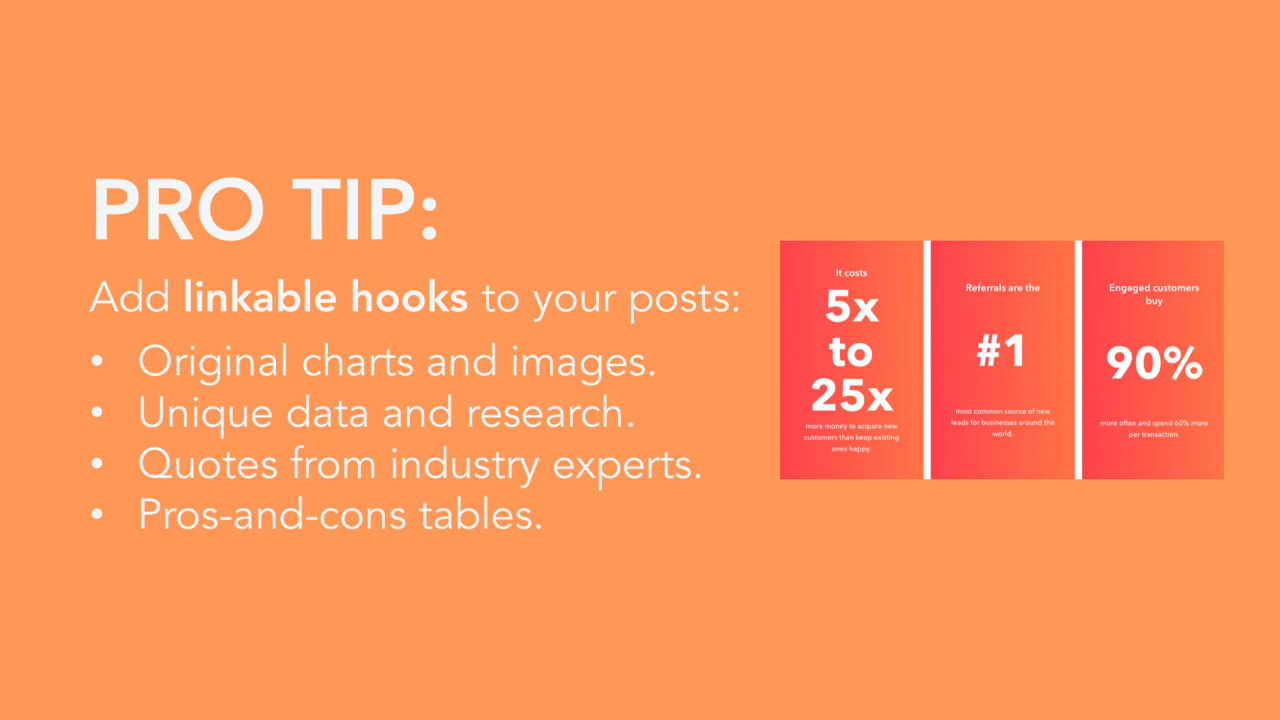 PRO TIP:
Add linkable hooks to your posts:
• Original charts and images.
• Unique data and research.
• Quotes from industry experts.
• Pros-and-cons tables.
It costs
5x
to
25x
more money to acquire new
customers than keep existing
ones happy.
Referrals are the
#1
most common source of new
leads for businesses around the
world.
Engaged customers
buy
90%
more often and spend 60% more
per transaction.